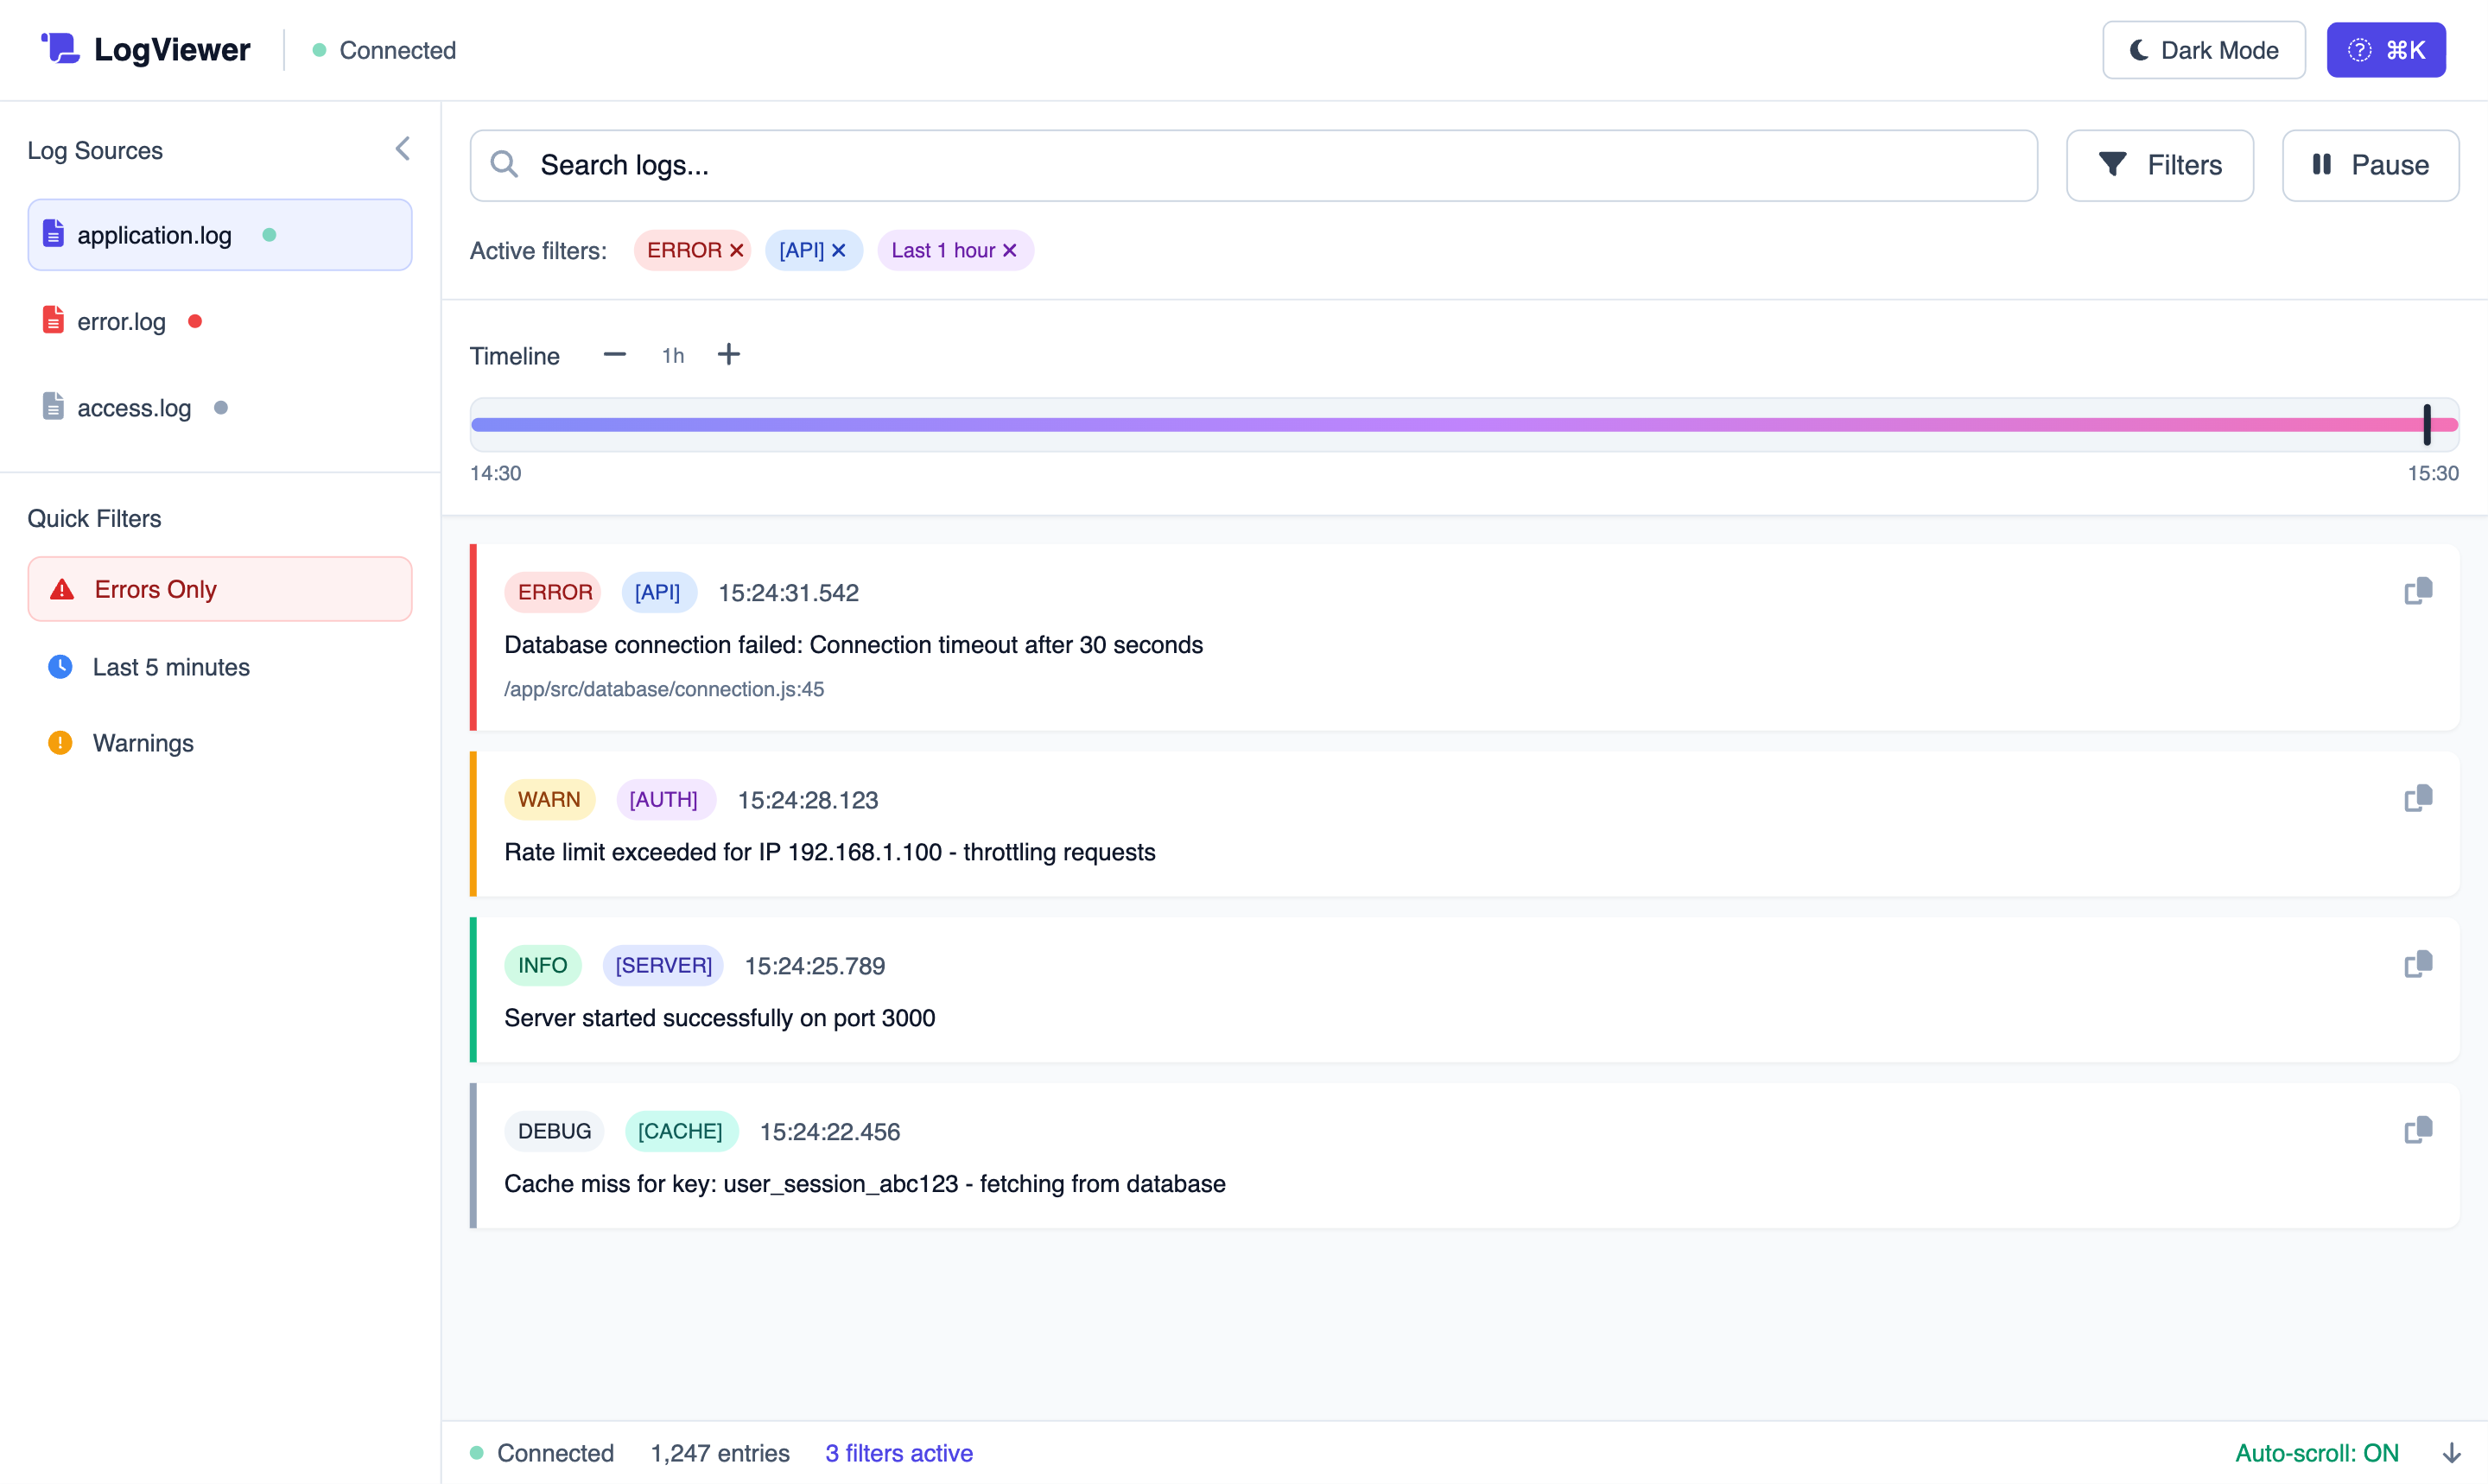 LogViewer
Connected
Dark Mode
⌘K
Log Sources
application.log
error.log
access.log
Quick Filters
Errors Only
Last 5 minutes
Warnings
Search logs...
Filters
Pause
Active filters: ERROR [API] Last 1 hour
Timeline 1h
14:30 15:30
ERROR [API] 15:24:31.542
Database connection failed: Connection timeout after 30 seconds
/app/src/database/connection.js:45
WARN [AUTH] 15:24:28.123
Rate limit exceeded for IP 192.168.1.100 - throttling requests
INFO [SERVER] 15:24:25.789
Server started successfully on port 3000
DEBUG [CACHE] 15:24:22.456
Cache miss for key: user_session_abc123 - fetching from database
Connected 1,247 entries 3 filters active Auto-scroll: ON